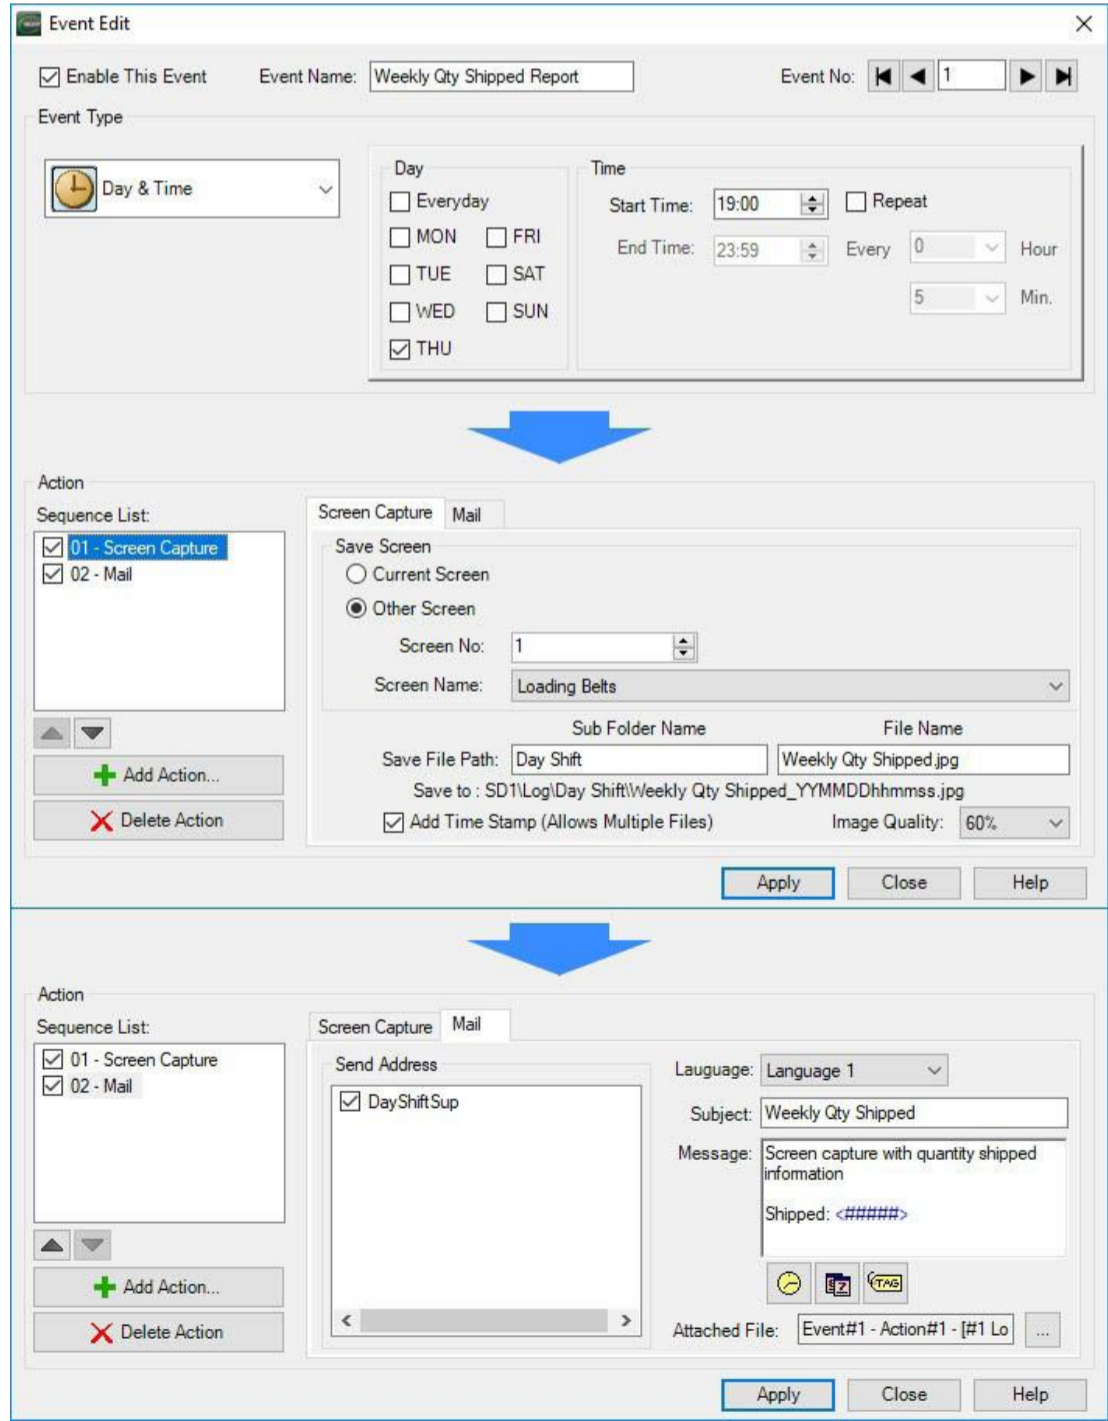 Event Edit
Enable This Event Event Name: Weekly Qty Shipped Report Event No: 1
Event Type
Day & Time
Day Time
Everyday Start Time: 19:00 Repeat
MON FRI End Time: 23:59 Every 0 Hour
TUE SAT
5 Min.
WED SUN
THU
Action
Sequence List: Screen Capture Mail
01 - Screen Capture Save Screen
02 - Mail Current Screen
Other Screen
Screen No: 1
Screen Name: Loading Belts
Sub Folder Name File Name
Save File Path: Day Shift Weekly Qty Shipped.jpg
Add Action...
Save to : SD1\Log\Day Shift\Weekly Qty Shipped_YYMMDDhhmmss.jpg
Delete Action Add Time Stamp (Allows Multiple Files) Image Quality: 60%
Apply Close Help
Action
Sequence List: Screen Capture Mail
01 - Screen Capture Send Address Lauguage: Language 1
02 - Mail DayShiftSup Subject: Weekly Qty Shipped
Message: Screen capture with quantity shipped
information
Shipped: <#####>
TAG
Add Action...
Delete Action Attached File: Event#1 - Action#1 - [#1 Lo ...
Apply Close Help